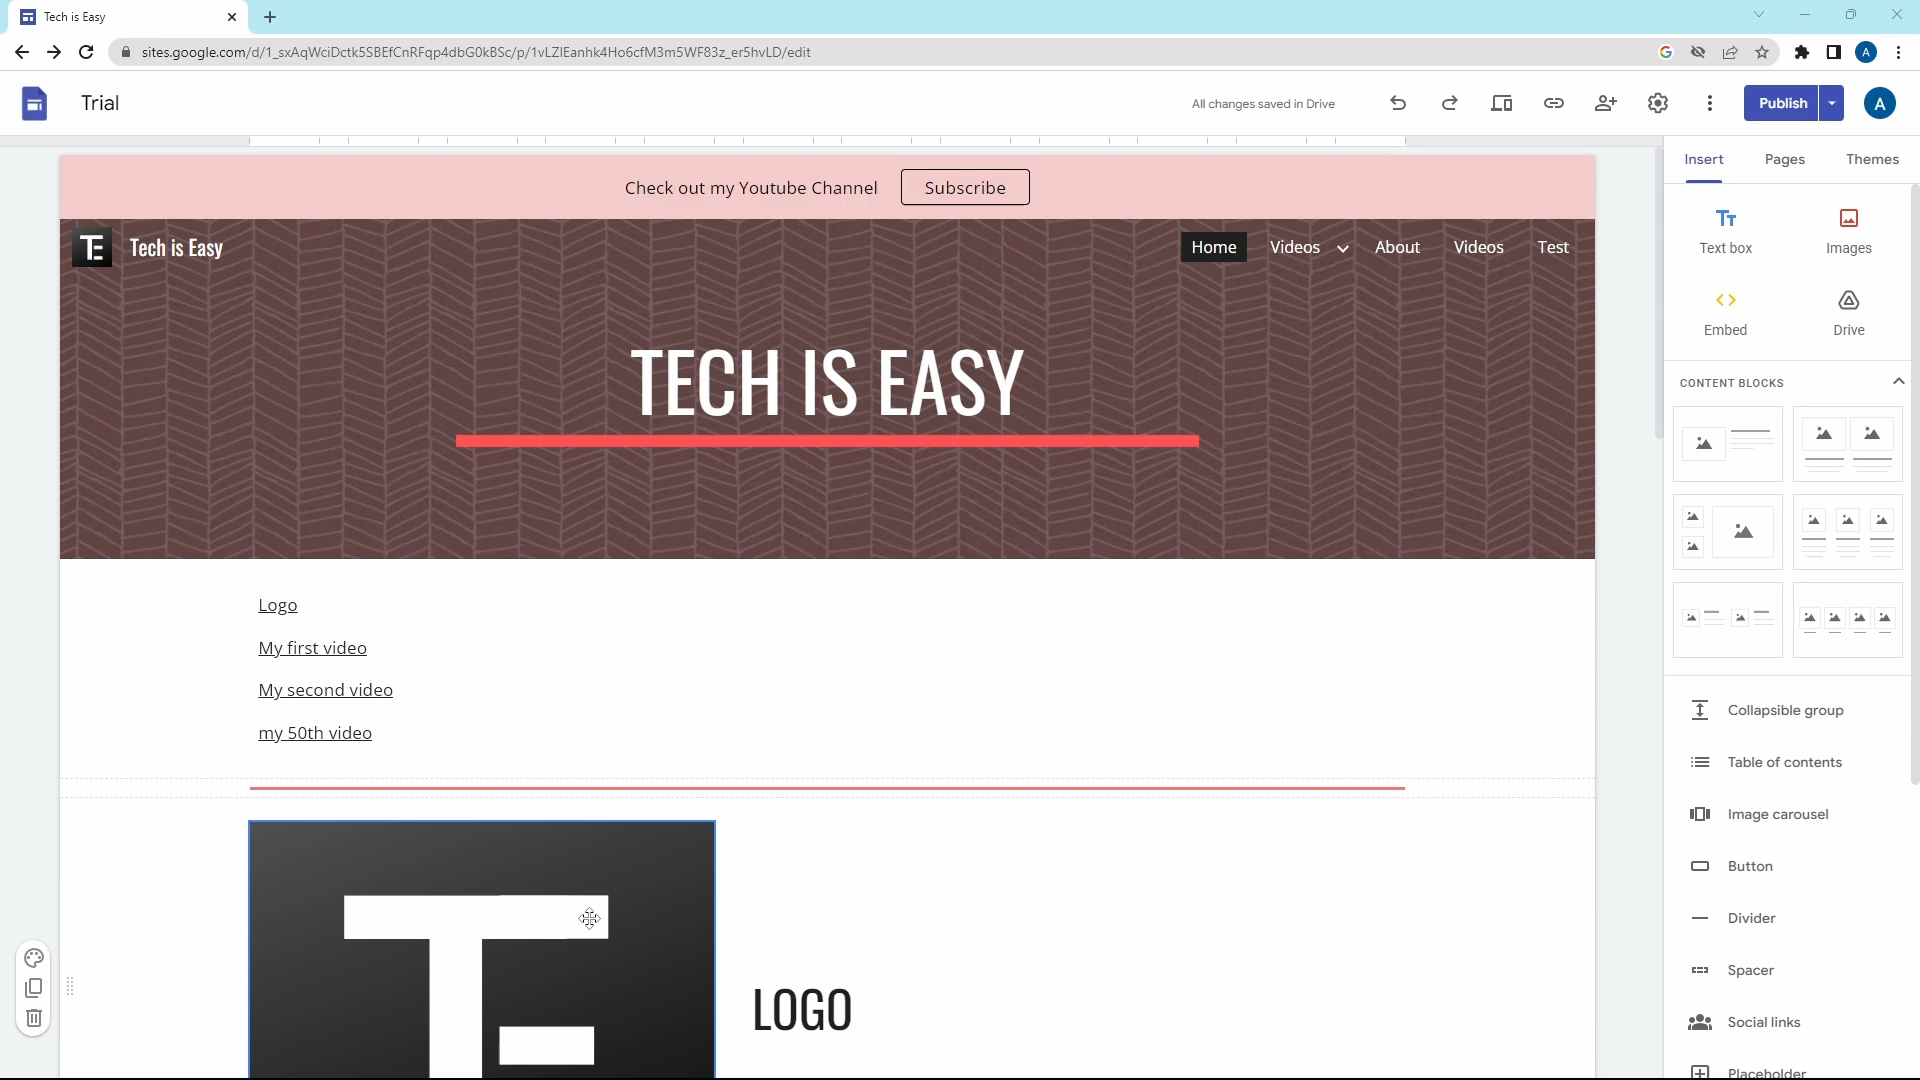 Tech is Easy
sites.google.com/d/1_sxAqWciDctk5SBEfCnRFqp4dbG0kBSc/p/1vLZIEanhk4Ho6cfM3m5WF83z_er5hvLD/edit
A
Trial
All changes saved in Drive
Publish
A
Insert
Pages
Themes
Check out my Youtube Channel
Subscribe
TE
Tech is Easy
Home
Videos
About
Videos
Test
TECH IS EASY
Text box
Images
Embed
Drive
CONTENT BLOCKS
Logo
My first video
My second video
my 50th video
LOGO
Collapsible group
Table of contents
Image carousel
Button
Divider
Spacer
Social links
Placeholder